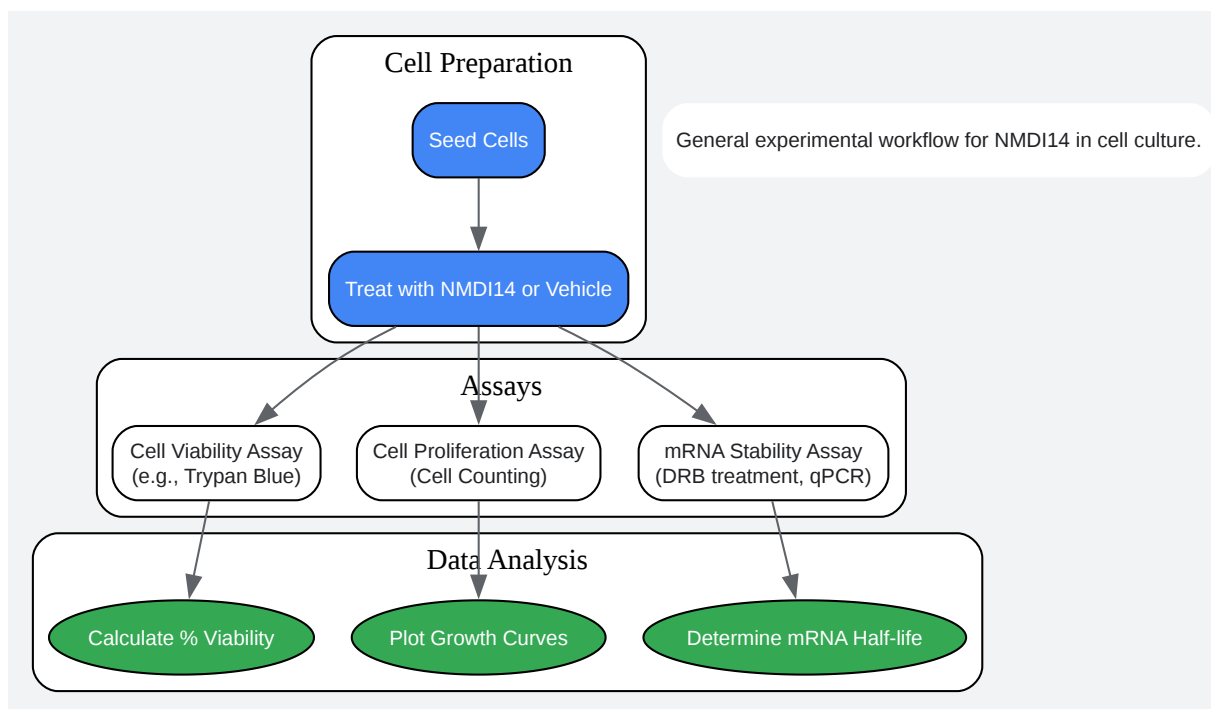 Cell Preparation
Seed Cells
General experimental workflow for NMDI14 in cell culture.
Treat with NMDI14 or Vehicle
Assays
Cell Viability Assay
(e.g., Trypan Blue)
Cell Proliferation Assay
(Cell Counting)
mRNA Stability Assay
(DRB treatment, qPCR)
Data Analysis
Calculate % Viability
Plot Growth Curves
Determine mRNA Half-life